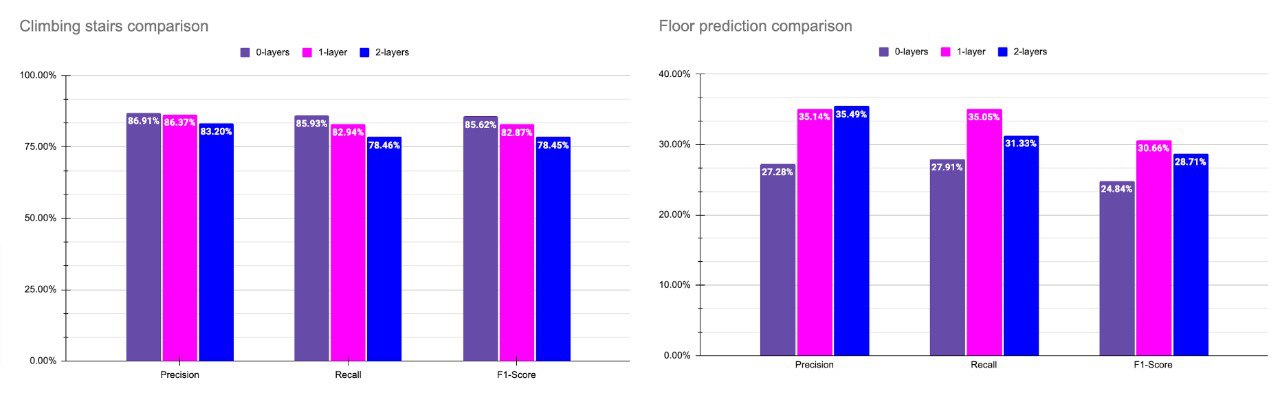 Climbing stairs comparison
0-layers 1-layer 2-layers
100.00%
75.00%
50.00%
25.00%
0.00%
86.91% 86.37% 83.20%
85.93% 82.94% 78.46%
85.62% 82.87% 78.45%
Precision Recall F1-Score
Floor prediction comparison
0-layers 1-layer 2-layers
40.00%
30.00%
20.00%
10.00%
0.00%
27.28% 35.14% 35.49%
27.91% 35.05% 31.33%
24.84% 30.66% 28.71%
Precision Recall F1-Score